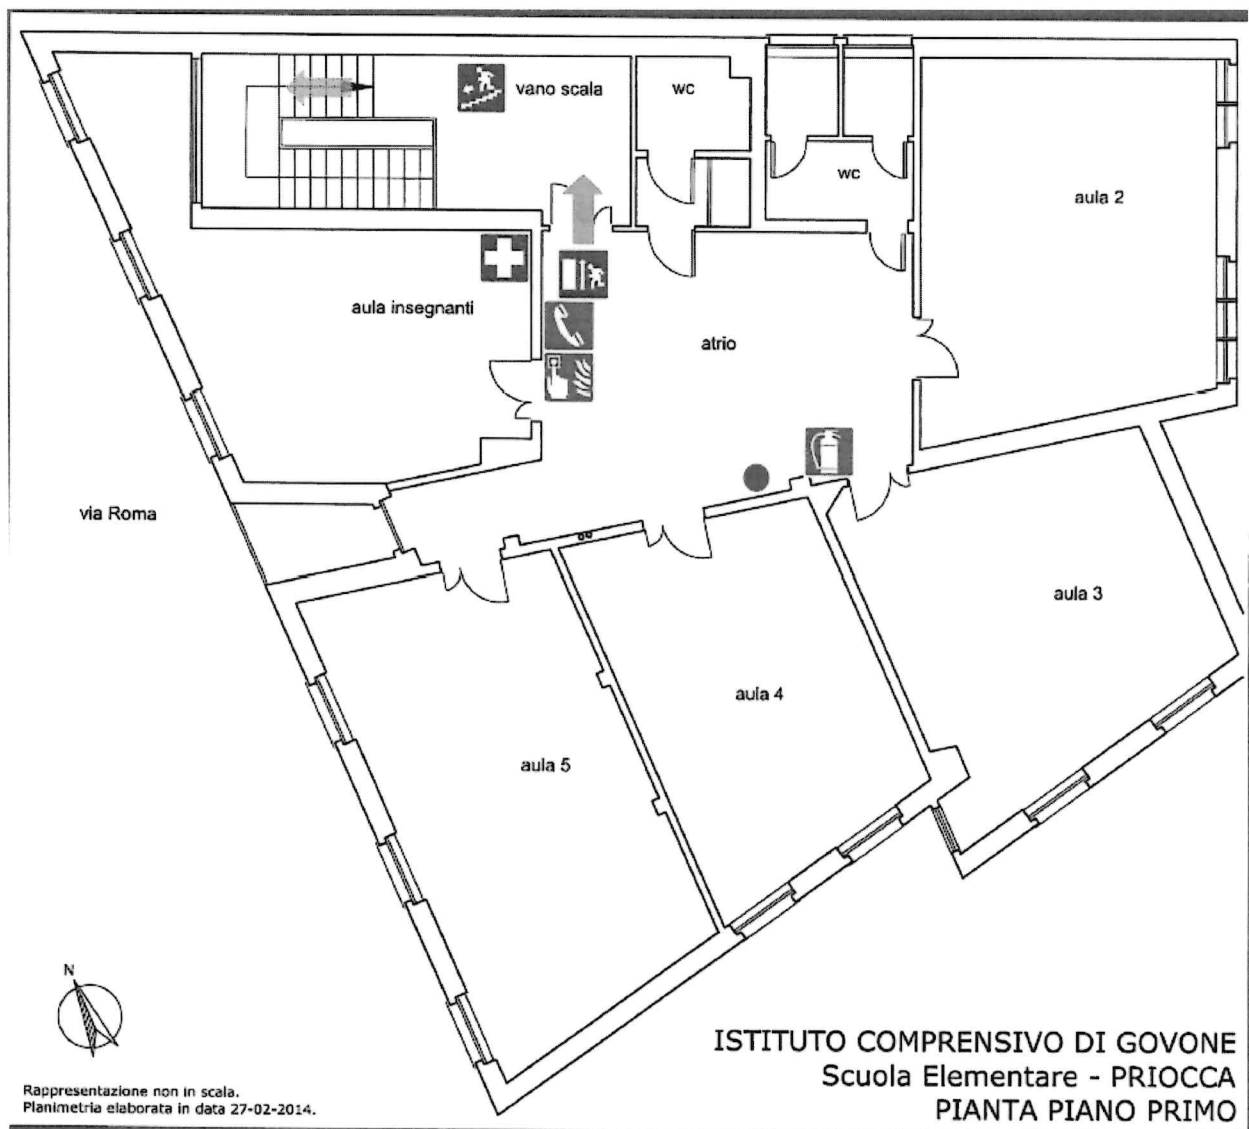 vano scala
wc
wc
aula 2
aula insegnanti
atrio
via Roma
aula 3
aula 4
aula 5
N
Rappresentazione non in scala.
Planimetria elaborata in data 27-02-2014.
ISTITUTO COMPRENSIVO DI GOVONE
Scuola Elementare - PRIOCCA
PIANTA PIANO PRIMO